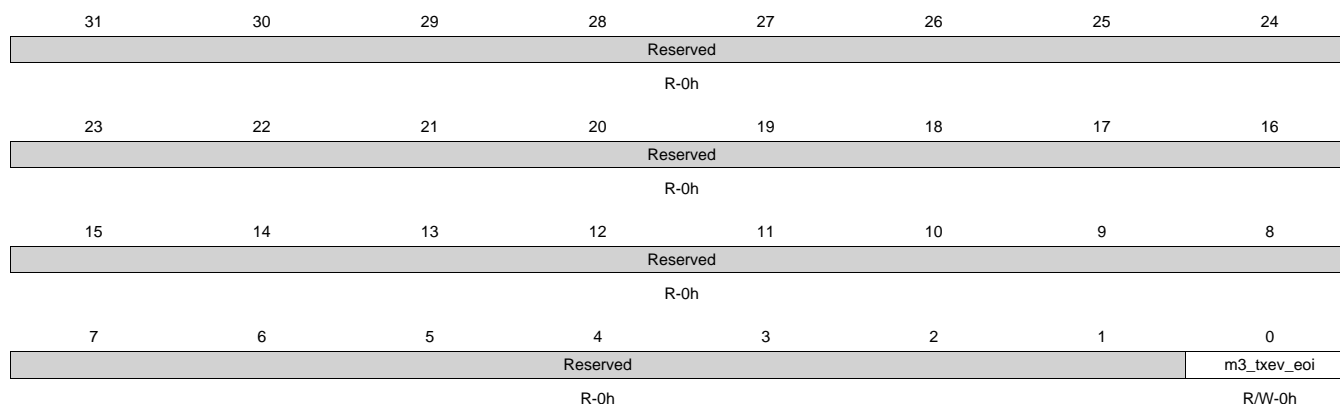 31 30 29 28 27 26 25 24
Reserved
R-0h
23 22 21 20 19 18 17 16
Reserved
R-0h
15 14 13 12 11 10 9 8
Reserved
R-0h
7 6 5 4 3 2 1 0
Reserved m3_txev_eoi
R-0h R/W-0h